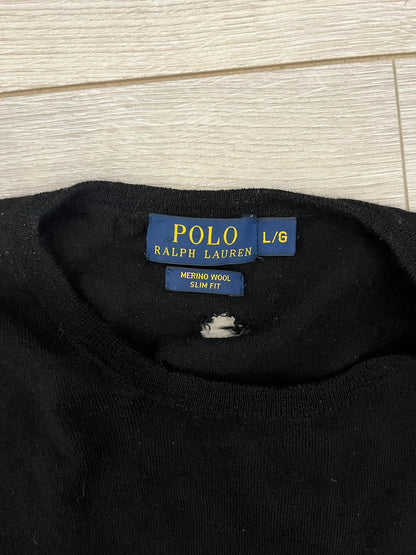 POLO
RALPH LAUREN
L/G
MERINO WOOL
SLIM FIT